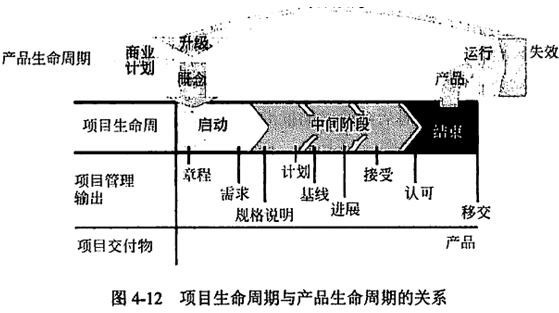 产品生命周期
商业
计划
升级
概念
运行
失效
产品
项目生命周
启动
中间阶段
结束
项目管理
输出
章程
需求
规格说明
计划
基线
进展
接受
认可
移交
项目交付物
产品
图 4-12 项目生命周期与产品生命周期的关系